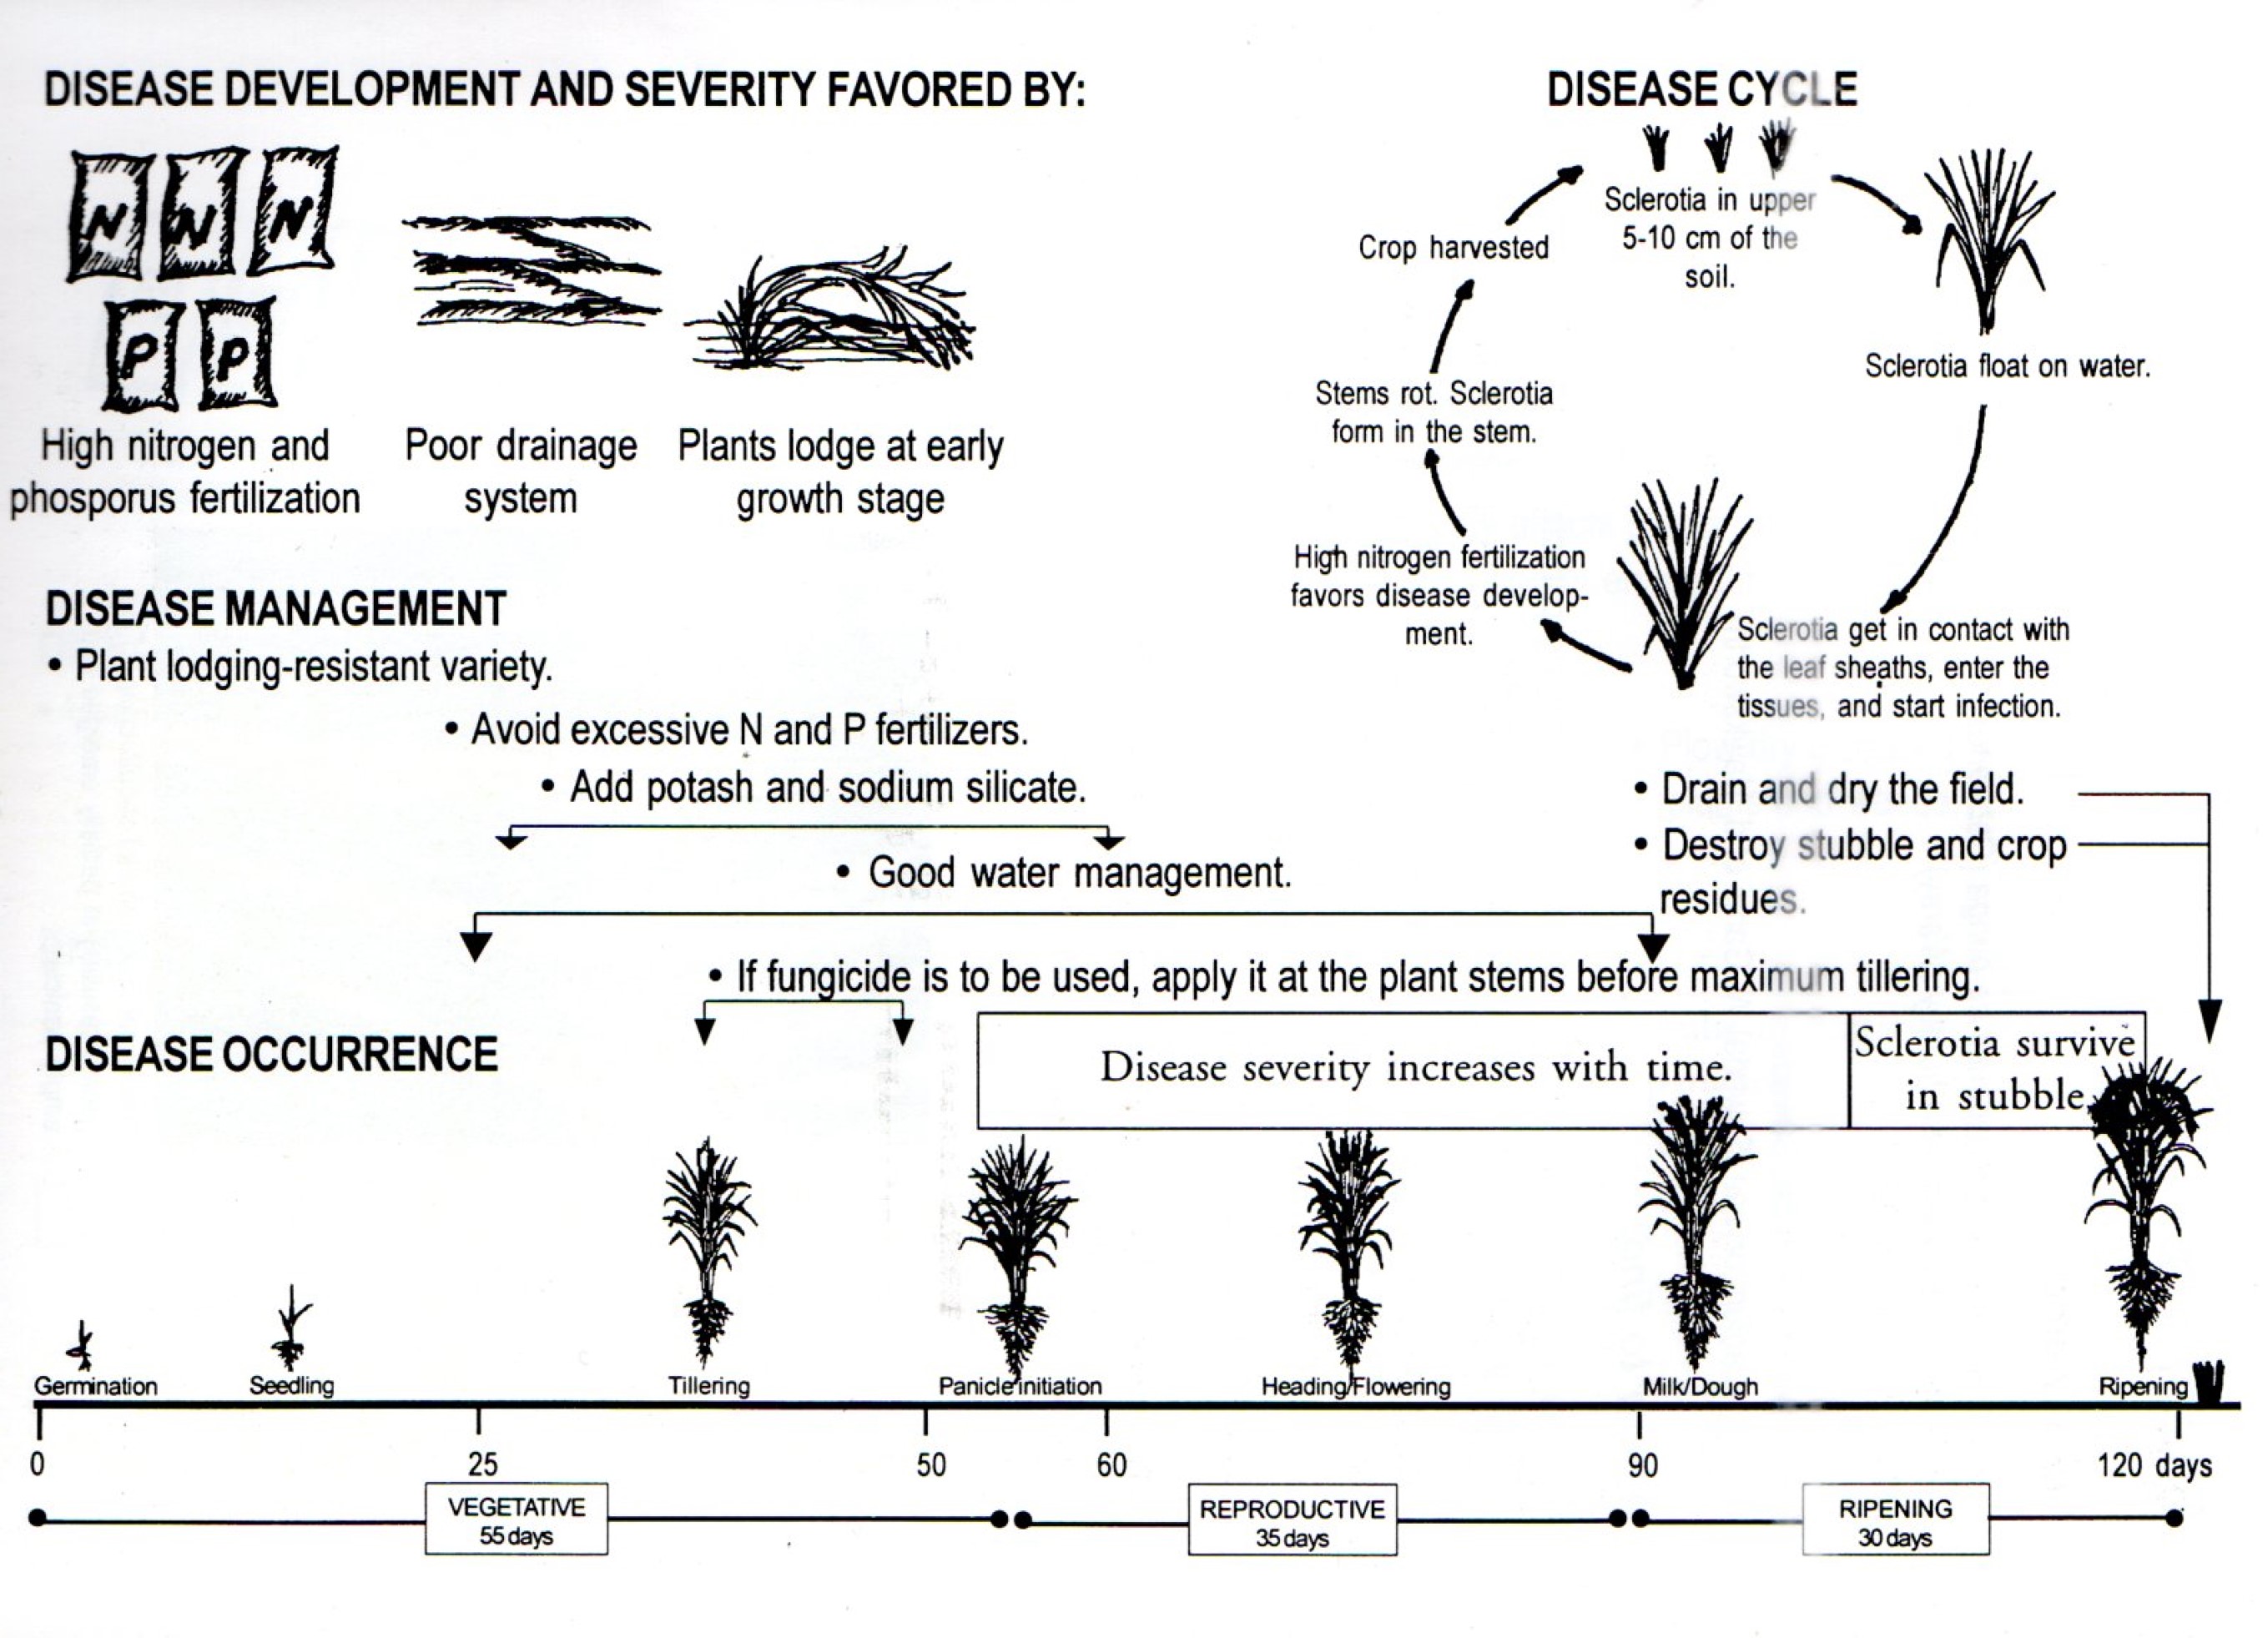 DISEASE DEVELOPMENT AND SEVERITY FAVORED BY:
N N N
P P
High nitrogen and
phosporus fertilization
Poor drainage
system
Plants lodge at early
growth stage
DISEASE CYCLE
Sclerotia in upper
5-10 cm of the
soil.
Sclerotia float on water.
Sclerotia get in contact with
the leaf sheaths, enter the
tissues, and start infection.
High nitrogen fertilization
favors disease develop-
ment.
Stems rot. Sclerotia
form in the stem.
Crop harvested
DISEASE MANAGEMENT
• Plant lodging-resistant variety.
• Avoid excessive N and P fertilizers.
• Add potash and sodium silicate.
• Good water management.
• Drain and dry the field.
• Destroy stubble and crop
residues.
• If fungicide is to be used, apply it at the plant stems before maximum tillering.
DISEASE OCCURRENCE
Disease severity increases with time.
Sclerotia survive
in stubble.
Germination Seedling Tillering Panicle initiation Heading/Flowering Milk/Dough Ripening
0 25 50 60 90 120 days
VEGETATIVE
55 days
REPRODUCTIVE
35 days
RIPENING
30 days